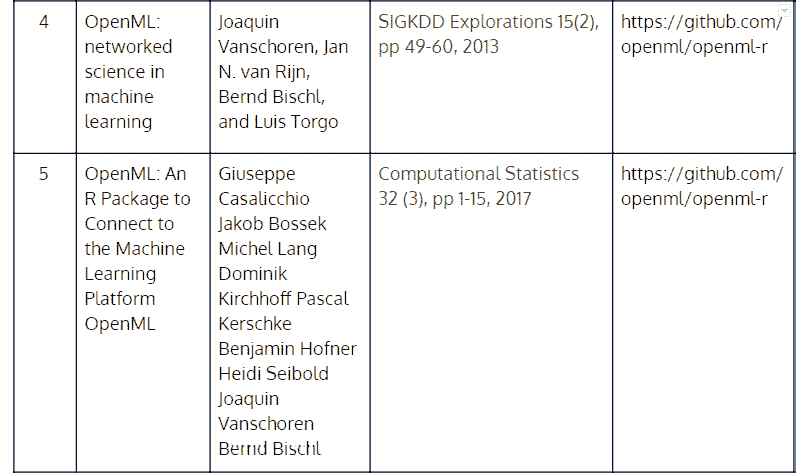 4
OpenML:
networked
science in
machine
learning
Joaquin
Vanschoren, Jan
N. van Rijn,
Bernd Bischl,
and Luis Torgo
SIGKDD Explorations 15(2),
pp 49-60, 2013
https://github.com/
openml/openml-r
5
OpenML: An
R Package to
Connect to
the Machine
Learning
Platform
OpenML
Giuseppe
Casalicchio
Jakob Bossek
Michel Lang
Dominik
Kirchhoff Pascal
Kerschke
Benjamin Hofner
Heidi Seibold
Joaquin
Vanschoren
Bernd Bischl
Computational Statistics
32 (3), pp 1-15, 2017
https://github.com/
openml/openml-r